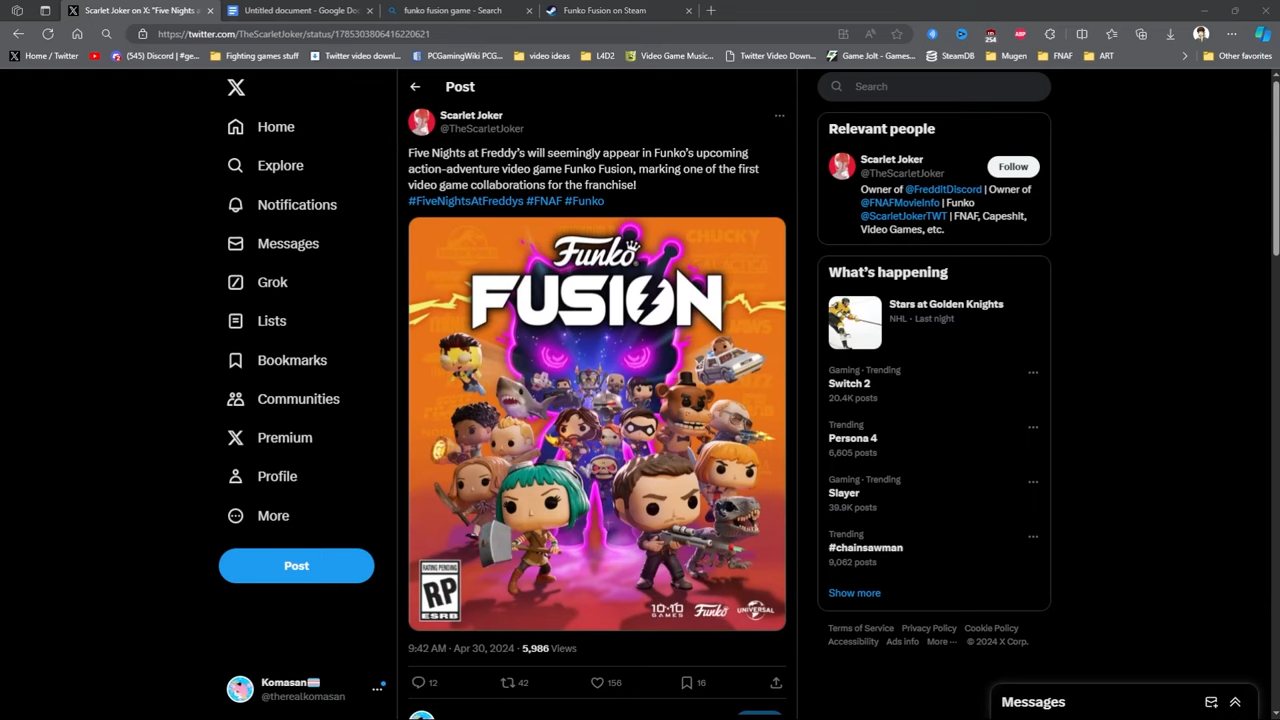 Scarlet Joker on X: "Five Nights a
Untitled document - Google Doc
funko fusion game - Search
Funko Fusion on Steam
https://twitter.com/TheScarletJoker/status/1785303806416220621
Home / Twitter
(545) Discord | #ge...
Fighting games stuff
Twitter video downl...
PCGamingWiki PCG...
video ideas
L4D2
Video Game Music...
Twitter Video Down...
Game Jolt - Games...
SteamDB
Mugen
FNAF
ART
Other favorites
Home
Explore
Notifications
Messages
Grok
Lists
Bookmarks
Communities
Premium
Profile
More
Post
Komasan
@therealkomasan
Post
Scarlet Joker
@TheScarletJoker
Five Nights at Freddy's will seemingly appear in Funko's upcoming
action-adventure video game Funko Fusion, marking one of the first
video game collaborations for the franchise!
#FiveNightsAtFreddys #FNAF #Funko
CHUCKY
JAWS
Funko
FUSION
RATING PENDING
RP
ESRB
10:10
GAMES
Funko
UNIVERSAL
9:42 AM · Apr 30, 2024 · 5,986 Views
12
42
156
16
Search
Relevant people
Scarlet Joker
@TheScarletJoker
Follow
Owner of @FredditDiscord | Owner of
@FNAFMovieInfo | Funko
@ScarletJokerTWT | FNAF, Capeshit,
Video Games, etc.
What's happening
Stars at Golden Knights
NHL · Last night
Gaming · Trending
Switch 2
20.4K posts
Trending
Persona 4
6,605 posts
Gaming · Trending
Slayer
39.9K posts
Trending
#chainsawman
9,062 posts
Show more
Terms of Service Privacy Policy Cookie Policy
Accessibility Ads info More ··· © 2024 X Corp.
Messages